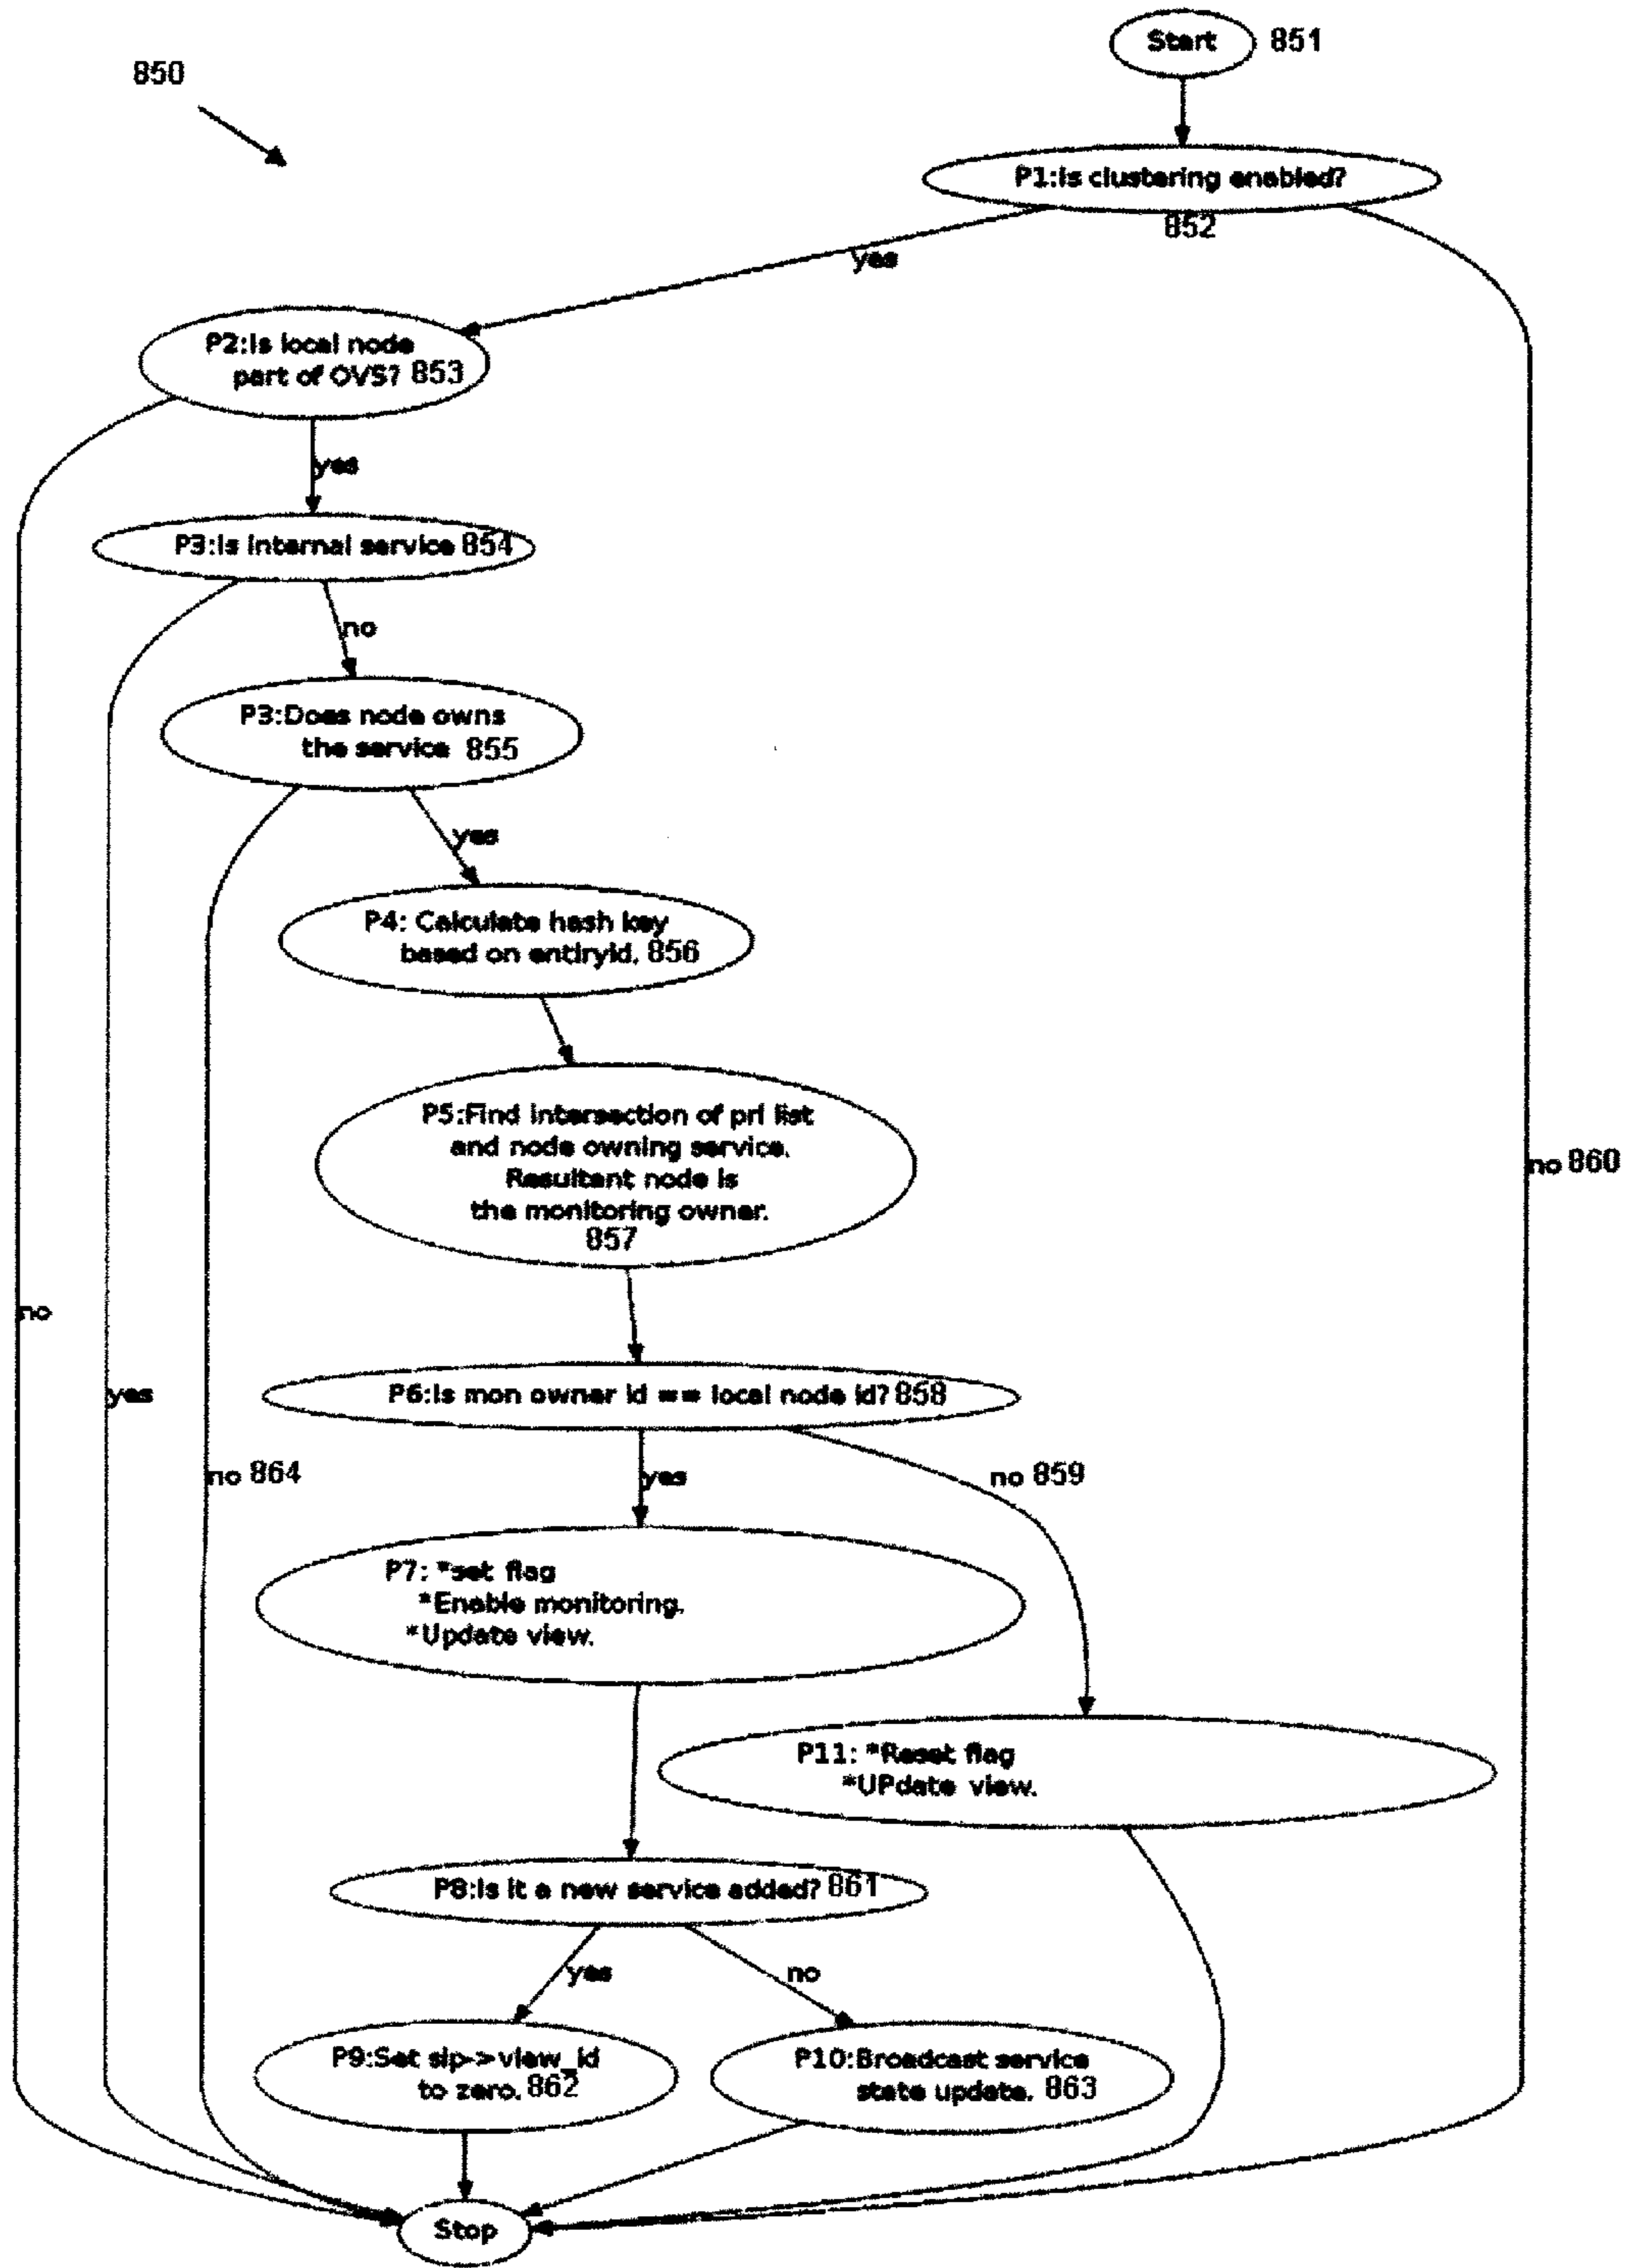 Start 851
850
P1:Is clustering enabled?
852
yes
P2:Is local node
part of OVS? 853
yes
P3:Is internal service 854
no
P3:Does node owns
the service 855
yes
P4: Calculate hash key
based on entiryid. 856
P5:Find intersection of prl list
and node owning service.
Resultant node is
the monitoring owner.
857
no 860
no
P6:Is mon owner id == local node id? 858
yes
no 864
yes
no 859
P7: *set flag
*Enable monitoring.
*Update view.
P11: *Reset flag
*UPdate view.
P8:Is it a new service added? 861
yes
no
P9:Set sip->view_id
to zero. 862
P10:Broadcast service
state update. 863
Stop